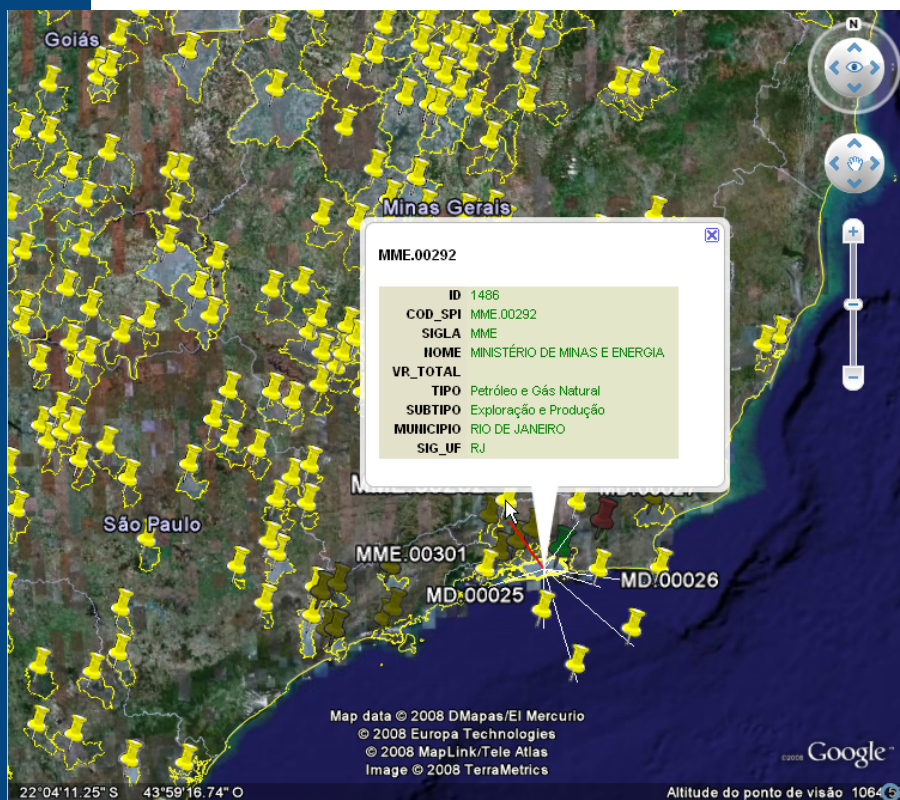 N
Goiás
Minas Gerais
MME.00292
ID 1486
COD_SPI MME.00292
SIGLA MME
NOME MINISTÉRIO DE MINAS E ENERGIA
VR_TOTAL
TIPO Petróleo e Gás Natural
SUBTIPO Exploração e Produção
MUNICIPIO RIO DE JANEIRO
SIG_UF RJ
São Paulo
MME.00301
MD.00026
MD.00025
Map data © 2008 DMapas/El Mercurio
© 2008 Europa Technologies
© 2008 MapLink/Tele Atlas
Image © 2008 TerraMetrics
©2008 Google™
22°04'11.25" S 43°59'16.74" O
Altitude do ponto de visão